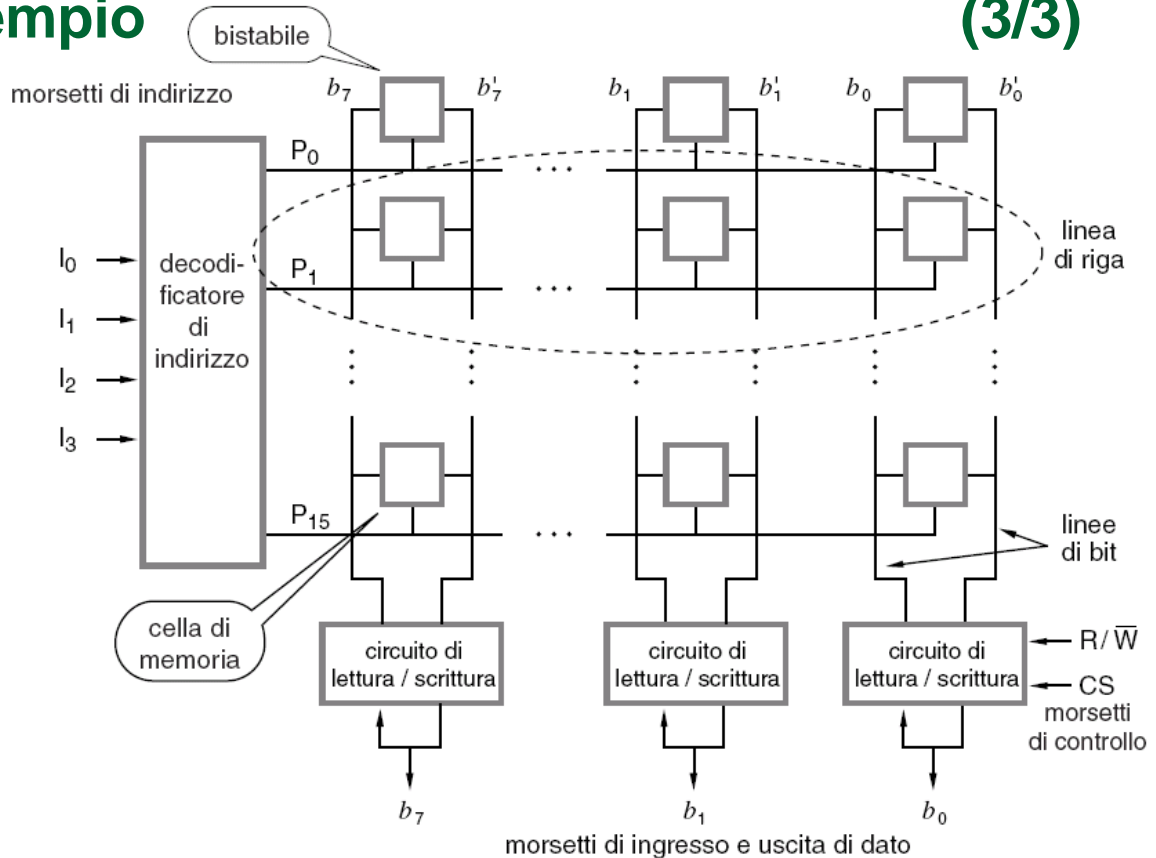 empio (3/3)
bistabile
morsetti di indirizzo
b7 b'7 b1 b'1 b0 b'0
P0 ...
I0
I1
I2
I3
decodi-
ficatore
di
indirizzo
P1 ...
linea
di riga
P15 ...
linee
di bit
cella di
memoria
circuito di
lettura / scrittura
circuito di
lettura / scrittura
circuito di
lettura / scrittura
R/W̅
CS
morsetti
di controllo
b7 b1 b0
morsetti di ingresso e uscita di dato